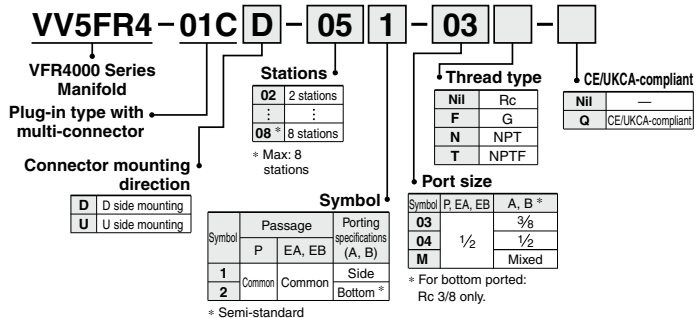 VV5FR4-01C D - 05 1 - 03 -
VFR4000 Series
Manifold
Plug-in type with
multi-connector
Connector mounting
direction
D D side mounting
U U side mounting
Stations
02 2 stations
⋮ ⋮
08 * 8 stations
* Max: 8
stations
Symbol
Symbol Passage Porting specifications (A, B)
P EA, EB
1 Common Common Side
2 Bottom *
* Semi-standard
Thread type
Nil Rc
F G
N NPT
T NPTF
CE/UKCA-compliant
Nil —
Q CE/UKCA-compliant
Port size
Symbol P, EA, EB A, B *
03 1/2 3/8
04 1/2
M Mixed
* For bottom ported:
Rc 3/8 only.